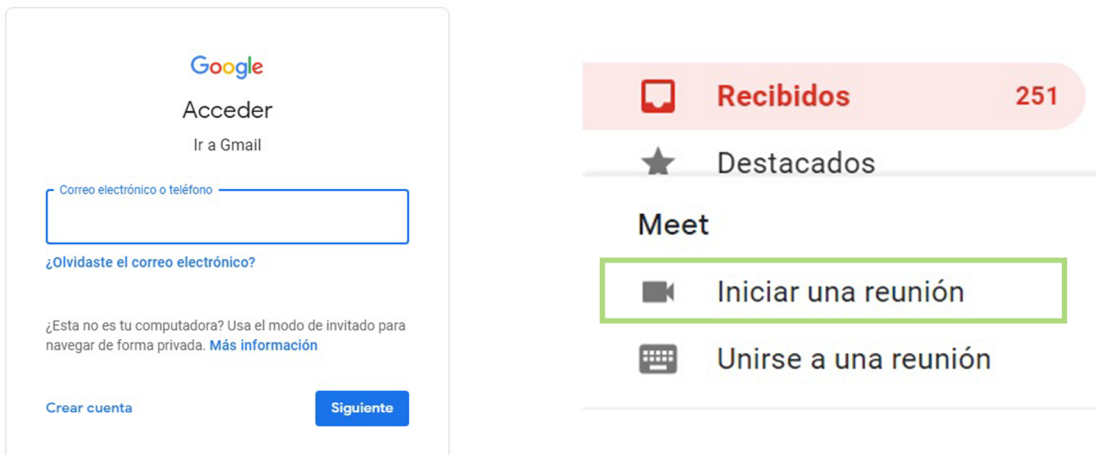 Google
Acceder
Ir a Gmail
Correo electrónico o teléfono
¿Olvidaste el correo electrónico?
¿Esta no es tu computadora? Usa el modo de invitado para
navegar de forma privada. Más información
Crear cuenta
Siguiente
Recibidos 251
Destacados
Meet
Iniciar una reunión
Unirse a una reunión